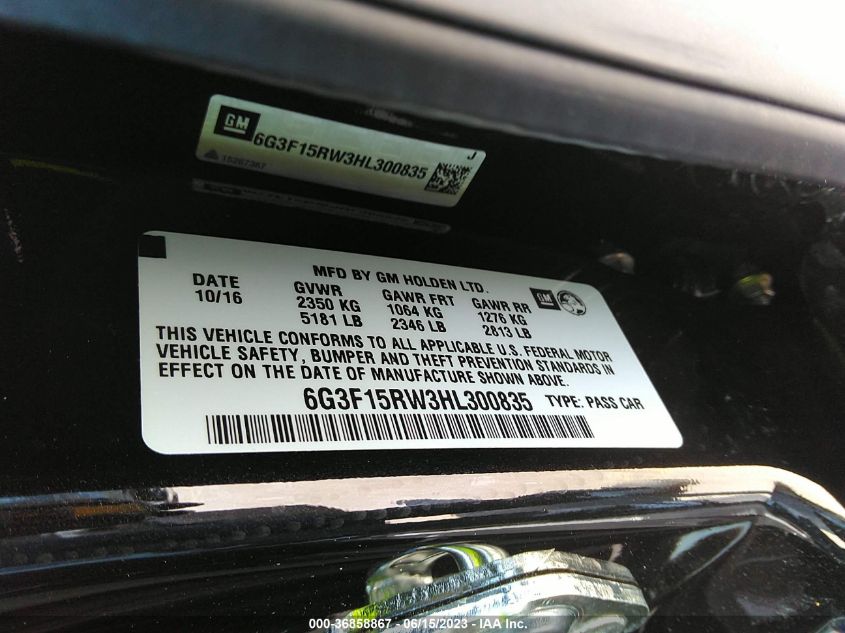 GM
6G3F15RW3HL300835
J
15267367
MFD BY GM HOLDEN LTD.
DATE GVWR GAWR FRT GAWR RR
10/16 2350 KG 1064 KG 1276 KG
5181 LB 2346 LB 2813 LB
GM
THIS VEHICLE CONFORMS TO ALL APPLICABLE U.S. FEDERAL MOTOR
VEHICLE SAFETY, BUMPER AND THEFT PREVENTION STANDARDS IN
EFFECT ON THE DATE OF MANUFACTURE SHOWN ABOVE.
6G3F15RW3HL300835 TYPE: PASS CAR
000-36858867 - 06/15/2023 - IAA Inc.